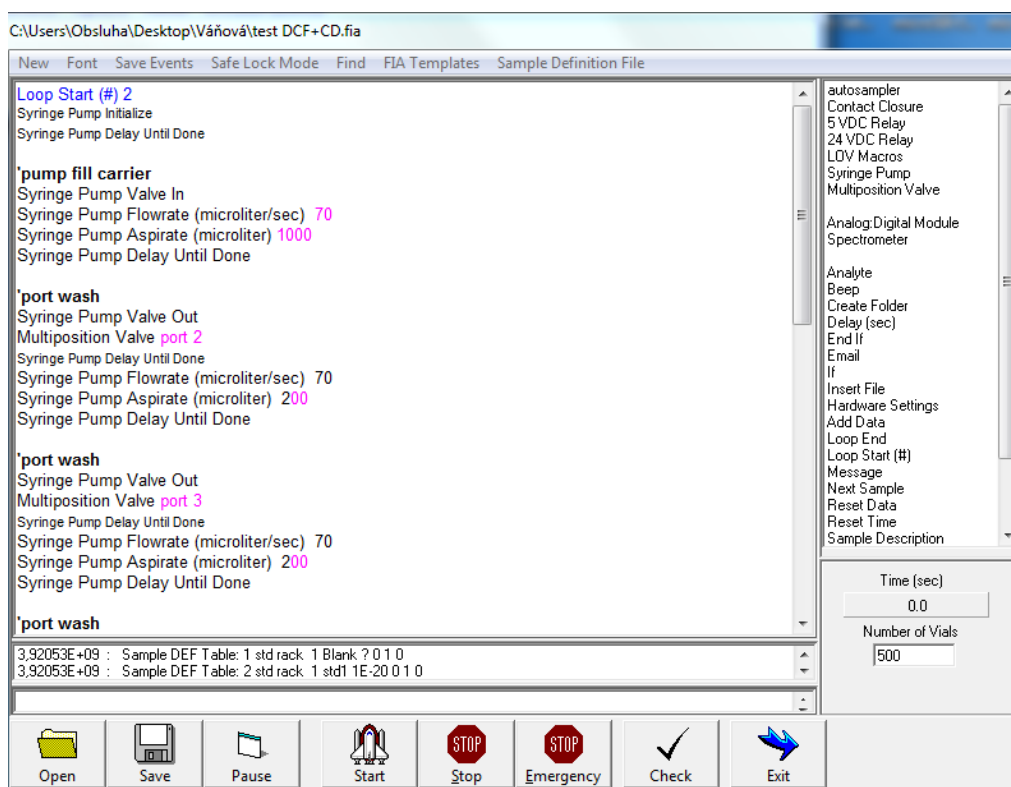 C:\Users\Obsluha\Desktop\Váňová\test DCF+CD.fia
New Font Save Events Safe Lock Mode Find FIA Templates Sample Definition File
Loop Start (#) 2
Syringe Pump Initialize
Syringe Pump Delay Until Done
'pump fill carrier
Syringe Pump Valve In
Syringe Pump Flowrate (microliter/sec) 70
Syringe Pump Aspirate (microliter) 1000
Syringe Pump Delay Until Done
'port wash
Syringe Pump Valve Out
Multiposition Valve port 2
Syringe Pump Delay Until Done
Syringe Pump Flowrate (microliter/sec) 70
Syringe Pump Aspirate (microliter) 200
Syringe Pump Delay Until Done
'port wash
Syringe Pump Valve Out
Multiposition Valve port 3
Syringe Pump Delay Until Done
Syringe Pump Flowrate (microliter/sec) 70
Syringe Pump Aspirate (microliter) 200
Syringe Pump Delay Until Done
'port wash
3,92053E+09 : Sample DEF Table: 1 std rack 1 Blank ? 0 1 0
3,92053E+09 : Sample DEF Table: 2 std rack 1 std1 1E-20 0 1 0
autosampler
Contact Closure
5 VDC Relay
24 VDC Relay
LOV Macros
Syringe Pump
Multiposition Valve
Analog:Digital Module
Spectrometer
Analyte
Beep
Create Folder
Delay (sec)
End If
Email
If
Insert File
Hardware Settings
Add Data
Loop End
Loop Start (#)
Message
Next Sample
Reset Data
Reset Time
Sample Description
Time (sec)
0.0
Number of Vials
500
STOP STOP
Open Save Pause Start Stop Emergency Check Exit